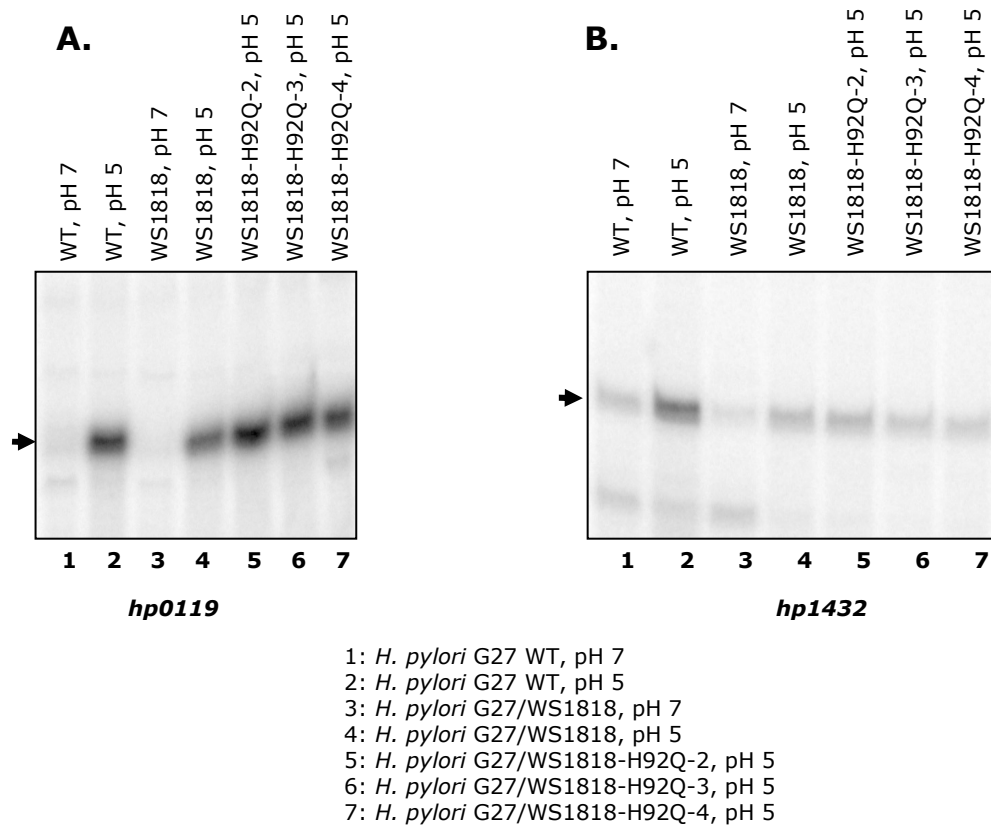 A.
WT, pH 7
WT, pH 5
WS1818, pH 7
WS1818, pH 5
WS1818-H92Q-2, pH 5
WS1818-H92Q-3, pH 5
WS1818-H92Q-4, pH 5
1 2 3 4 5 6 7
hp0119
B.
WT, pH 7
WT, pH 5
WS1818, pH 7
WS1818, pH 5
WS1818-H92Q-2, pH 5
WS1818-H92Q-3, pH 5
WS1818-H92Q-4, pH 5
1 2 3 4 5 6 7
hp1432
1: H. pylori G27 WT, pH 7
2: H. pylori G27 WT, pH 5
3: H. pylori G27/WS1818, pH 7
4: H. pylori G27/WS1818, pH 5
5: H. pylori G27/WS1818-H92Q-2, pH 5
6: H. pylori G27/WS1818-H92Q-3, pH 5
7: H. pylori G27/WS1818-H92Q-4, pH 5